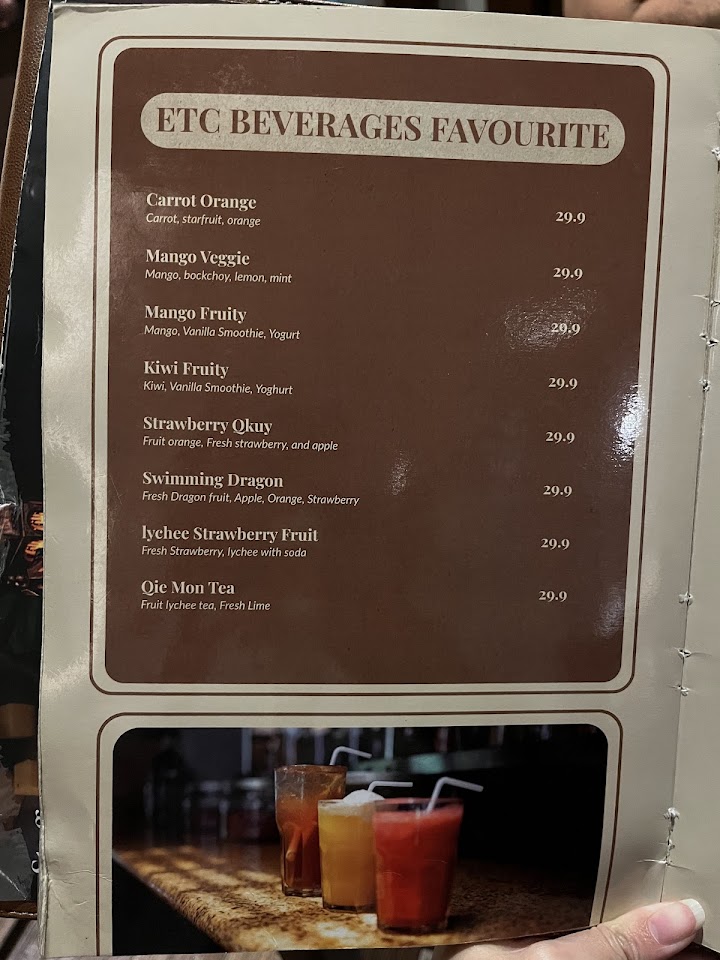 ETC BEVERAGES FAVOURITE
Carrot Orange
Carrot, starfruit, orange
29.9
Mango Veggie
Mango, bockchoy, lemon, mint
29.9
Mango Fruity
Mango, Vanilla Smoothie, Yogurt
29.9
Kiwi Fruity
Kiwi, Vanilla Smoothie, Yoghurt
29.9
Strawberry Qkuy
Fruit orange, Fresh strawberry, and apple
29.9
Swimming Dragon
Fresh Dragon fruit, Apple, Orange, Strawberry
29.9
lychee Strawberry Fruit
Fresh Strawberry, lychee with soda
29.9
Qie Mon Tea
Fruit lychee tea, Fresh Lime
29.9